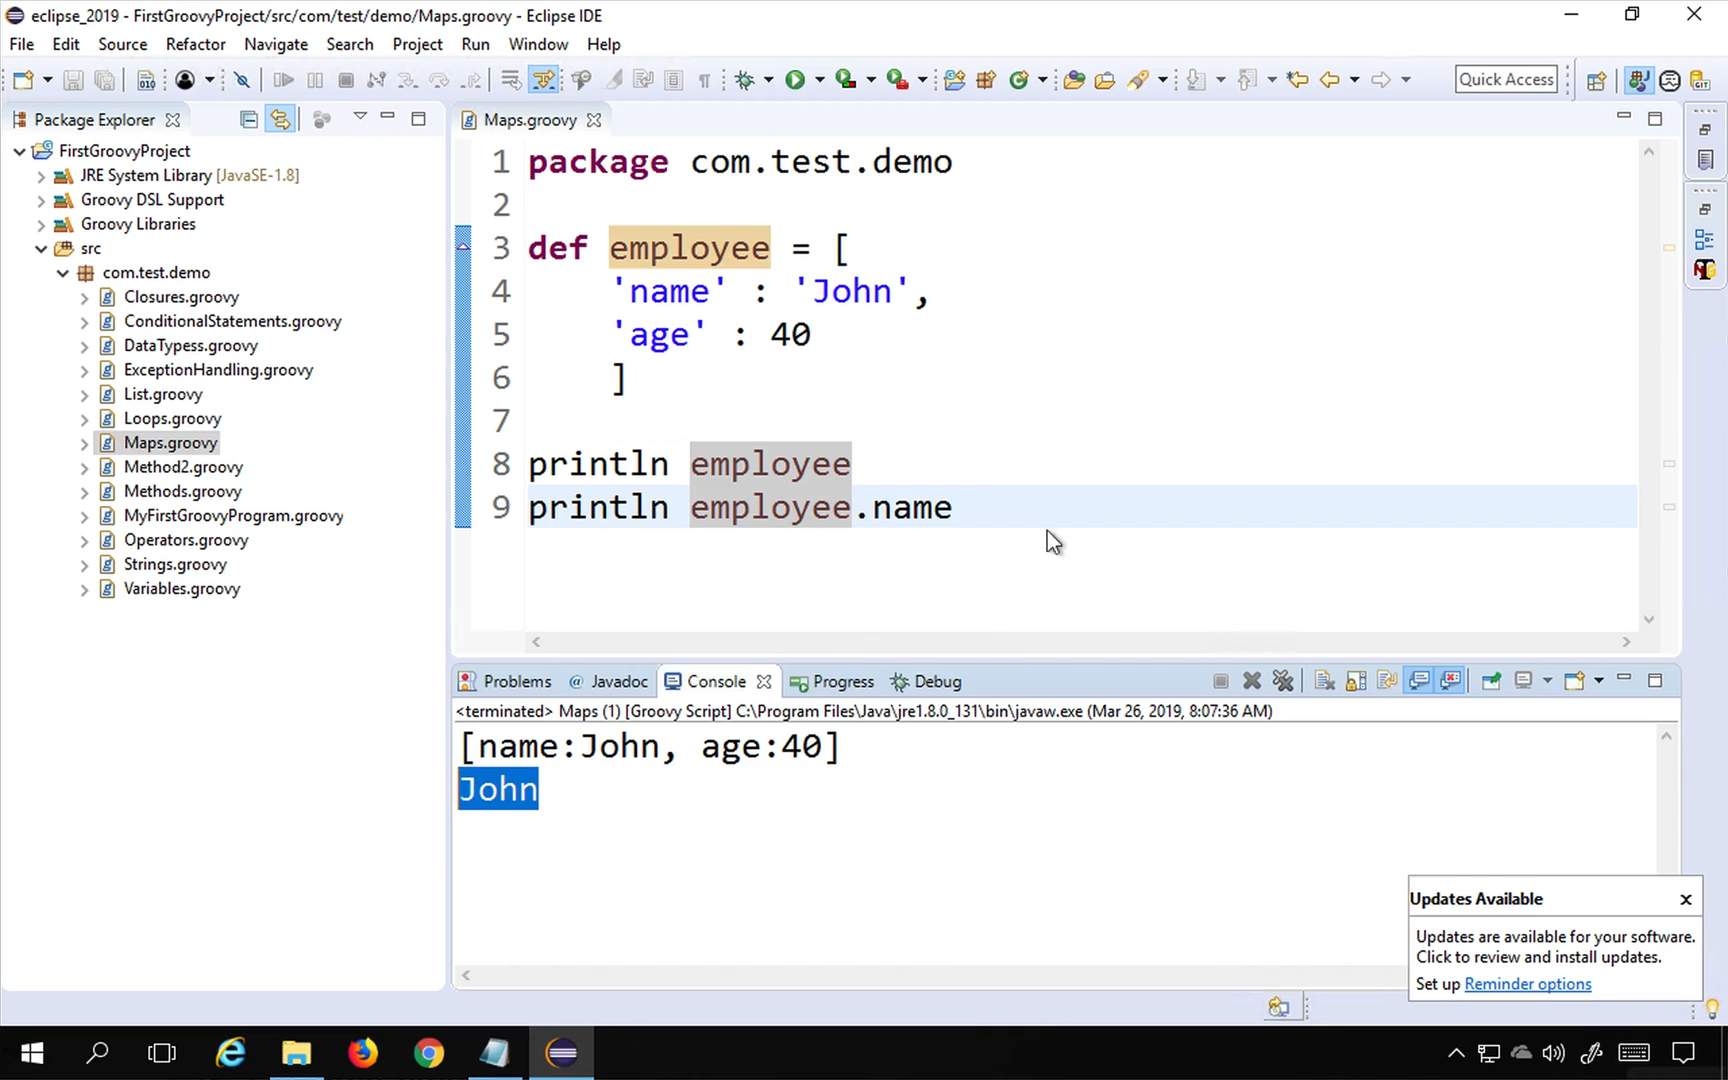 eclipse_2019 - FirstGroovyProject/src/com/test/demo/Maps.groovy - Eclipse IDE
File Edit Source Refactor Navigate Search Project Run Window Help
Quick Access
Package Explorer
FirstGroovyProject
JRE System Library [JavaSE-1.8]
Groovy DSL Support
Groovy Libraries
src
com.test.demo
Closures.groovy
ConditionalStatements.groovy
DataTypess.groovy
ExceptionHandling.groovy
List.groovy
Loops.groovy
Maps.groovy
Method2.groovy
Methods.groovy
MyFirstGroovyProgram.groovy
Operators.groovy
Strings.groovy
Variables.groovy
Maps.groovy
1 package com.test.demo
2
3 def employee = [
4 'name' : 'John',
5 'age' : 40
6 ]
7
8 println employee
9 println employee.name
Problems @ Javadoc Console Progress Debug
<terminated> Maps (1) [Groovy Script] C:\Program Files\Java\jre1.8.0_131\bin\javaw.exe (Mar 26, 2019, 8:07:36 AM)
[name:John, age:40]
John
Updates Available
Updates are available for your software.
Click to review and install updates.
Set up Reminder options